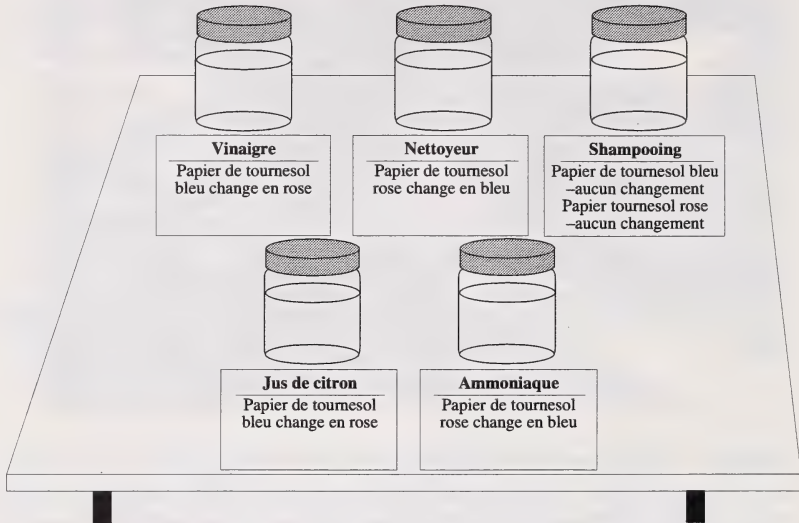 Vinaigre
Papier de tournesol
bleu change en rose
Nettoyeur
Papier de tournesol
rose change en bleu
Shampooing
Papier de tournesol bleu
–aucun changement
Papier tournesol rose
–aucun changement
Jus de citron
Papier de tournesol
bleu change en rose
Ammoniaque
Papier de tournesol
rose change en bleu